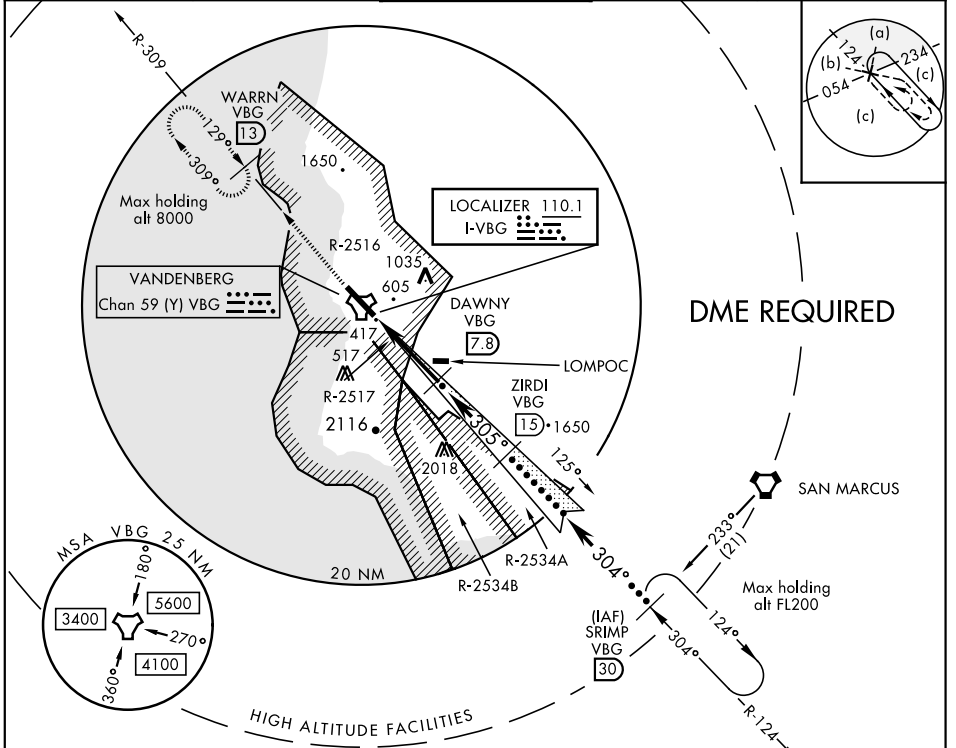 R-309
WARRN
VBG
13
129°
309°
Max holding
alt 8000
1650
R-2516
1035
605
LOCALIZER 110.1
I-VBG
VANDENBERG
Chan 59 (Y) VBG
417
517
R-2517
2116
DAWNY
VBG
7.8
LOMPOC
ZIRDI
VBG
15
1650
305°
125°
2018
R-2534A
R-2534B
20 NM
DME REQUIRED
SAN MARCUS
233°
(21)
304°
Max holding
alt FL200
(IAF)
SRIMP
VBG
30
124°
304°
R-124
HIGH ALTITUDE FACILITIES
MSA VBG 25 NM
180°
3400
5600
270°
4100
360°
(a)
124
234
(b)
(c)
054
(c)